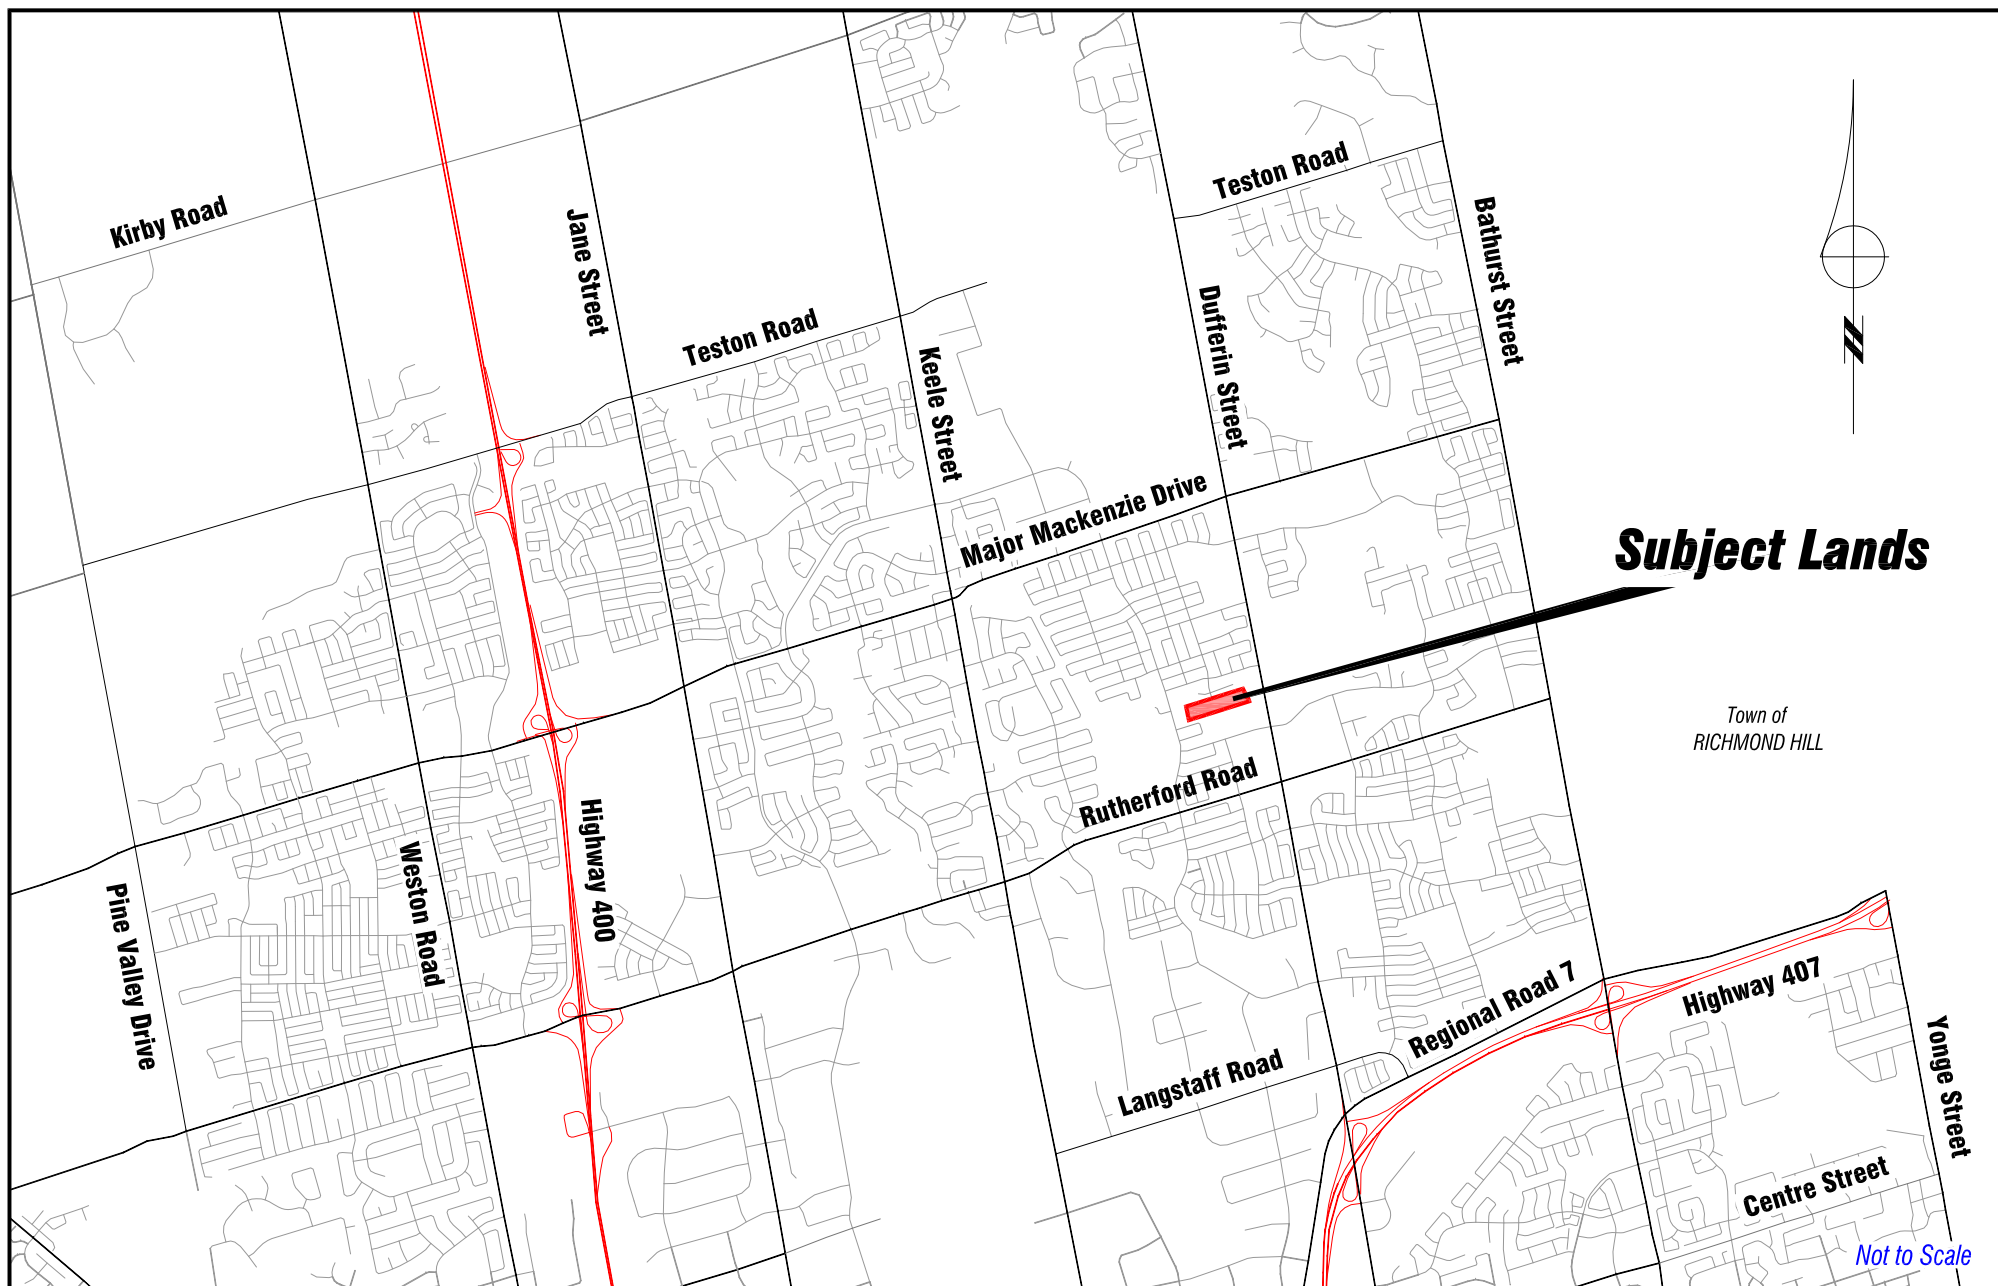 Teston Road
Kirby Road
Jane Street
Bathurst Street
Dufferin Street
Teston Road
Keele Street
N
Major Mackenzie Drive
Subject Lands
Town of
RICHMOND HILL
Rutherford Road
Highway 400
Weston Road
Pine Valley Drive
Regional Road 7
Highway 407
Langstaff Road
Yonge Street
Centre Street
Not to Scale